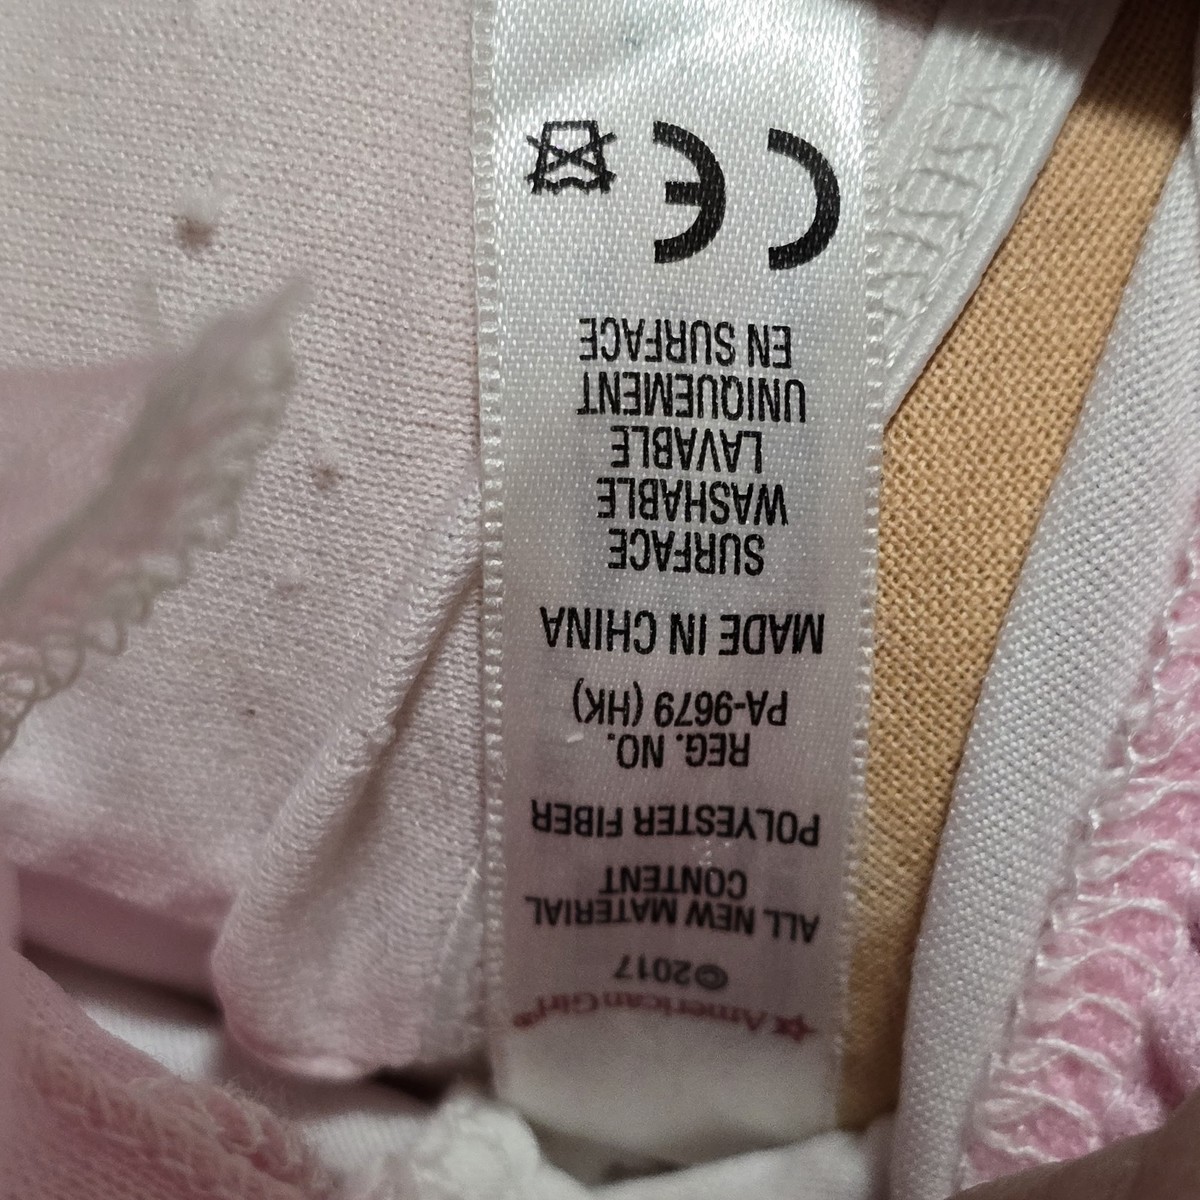 American Girl®
©2017
ALL NEW MATERIAL
CONTENT
POLYESTER FIBER
REG. NO.
PA-9679 (HK)
MADE IN CHINA
SURFACE
WASHABLE
LAVABLE
UNIQUEMENT
EN SURFACE
CE